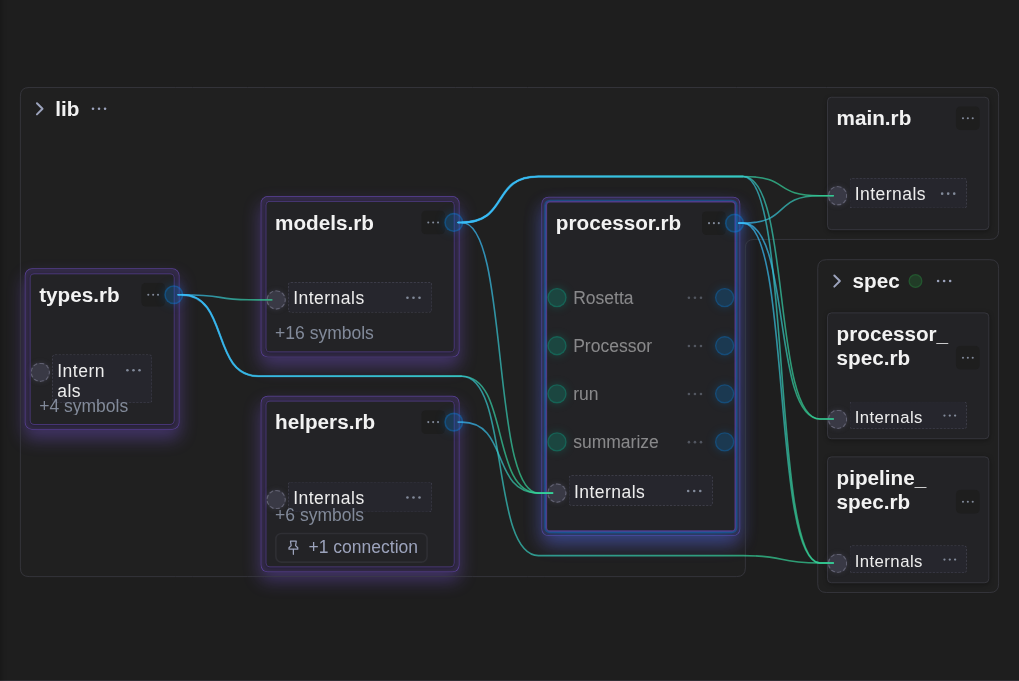 lib
main.rb
Internals
models.rb
Internals
+16 symbols
processor.rb
Rosetta
Processor
run
summarize
Internals
types.rb
Intern
als
+4 symbols
helpers.rb
Internals
+6 symbols
+1 connection
spec
processor_
spec.rb
Internals
pipeline_
spec.rb
Internals